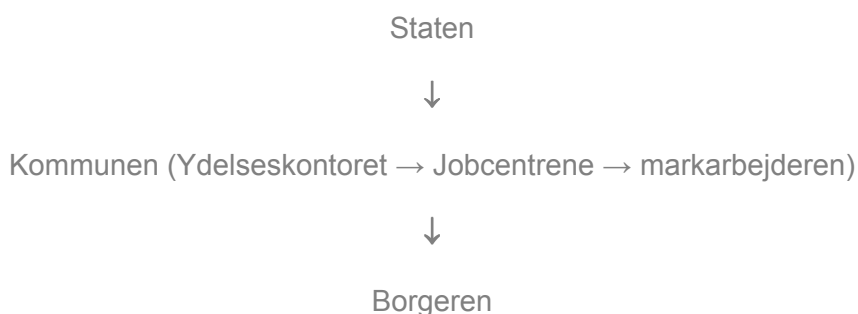 Staten
↓
Kommunen (Ydelseskontoret → Jobcentrene → markarbejderen)
↓
Borgeren